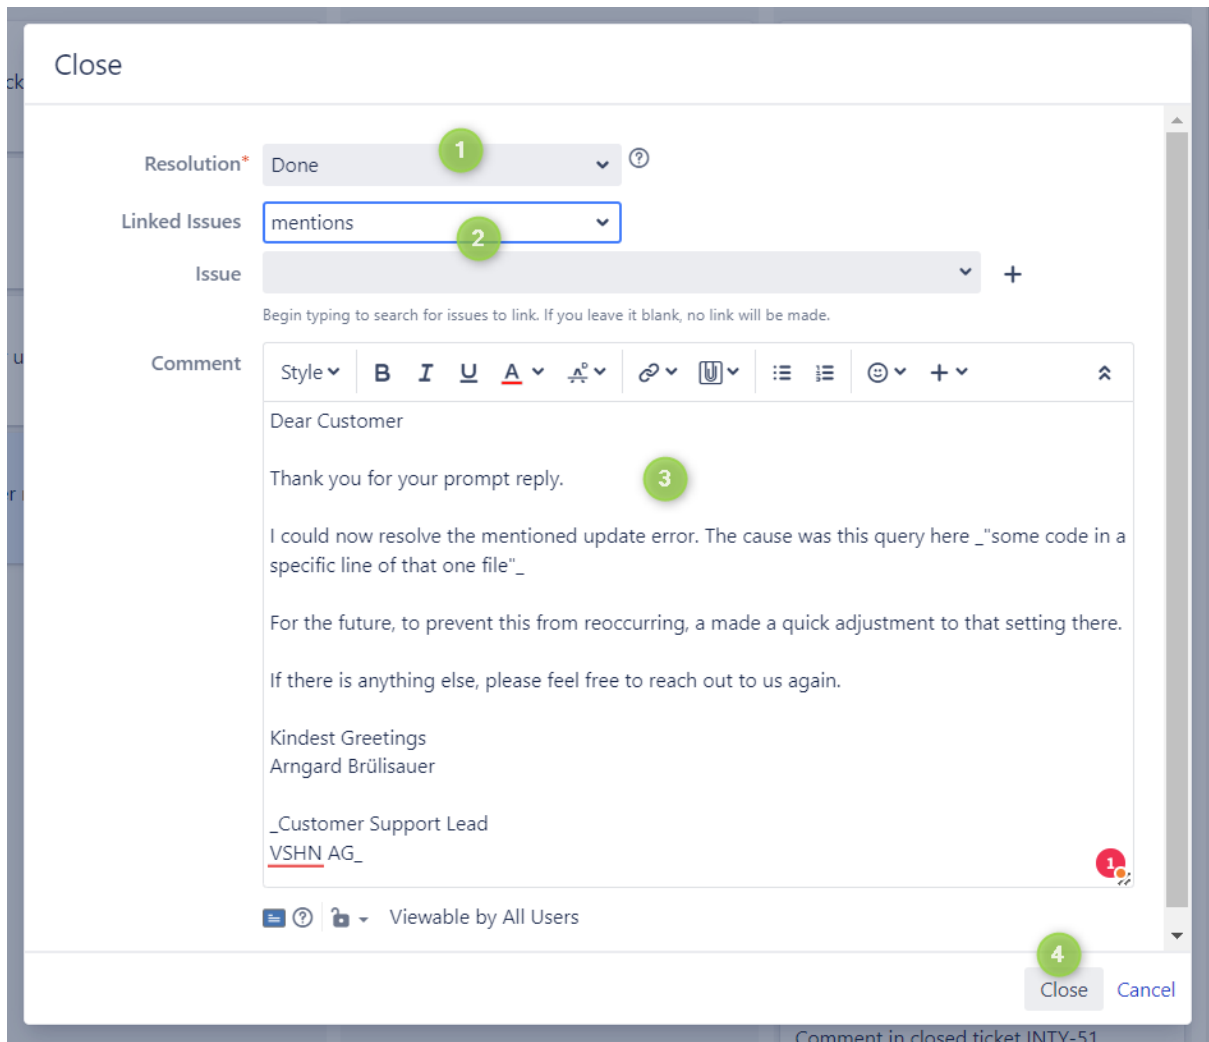 ck
Close
Resolution* Done 1
Linked Issues mentions 2
Issue
Begin typing to search for issues to link. If you leave it blank, no link will be made.
Comment
Style B I U A
Dear Customer
Thank you for your prompt reply. 3
I could now resolve the mentioned update error. The cause was this query here _"some code in a
specific line of that one file"_
For the future, to prevent this from reoccurring, a made a quick adjustment to that setting there.
If there is anything else, please feel free to reach out to us again.
Kindest Greetings
Arngard Brülisauer
_Customer Support Lead
VSHN AG_
1
Viewable by All Users
4
Close Cancel
Comment in closed ticket INTY-51